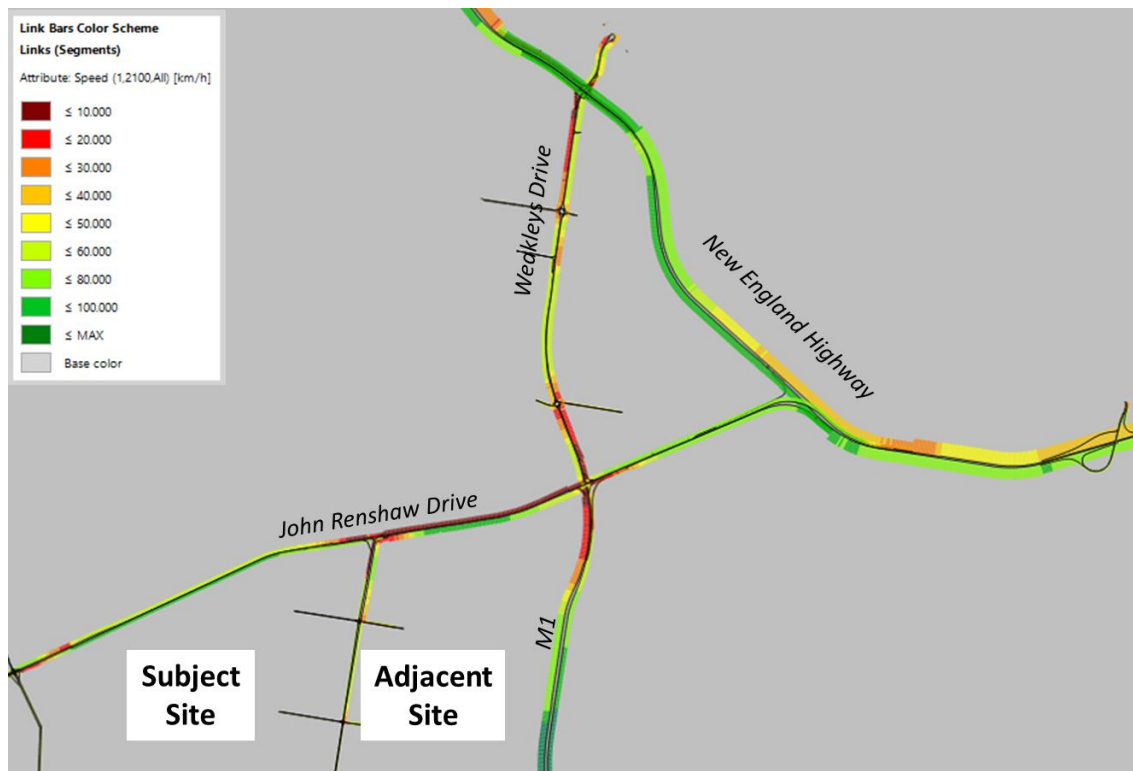 Link Bars Color Scheme
Links (Segments)
Attribute: Speed (1,2100,All) [km/h]
≤ 10.000
≤ 20.000
≤ 30.000
≤ 40.000
≤ 50.000
≤ 60.000
≤ 80.000
≤ 100.000
≤ MAX
Base color
Wedkleys Drive
New England Highway
John Renshaw Drive
M1
Subject
Site
Adjacent
Site